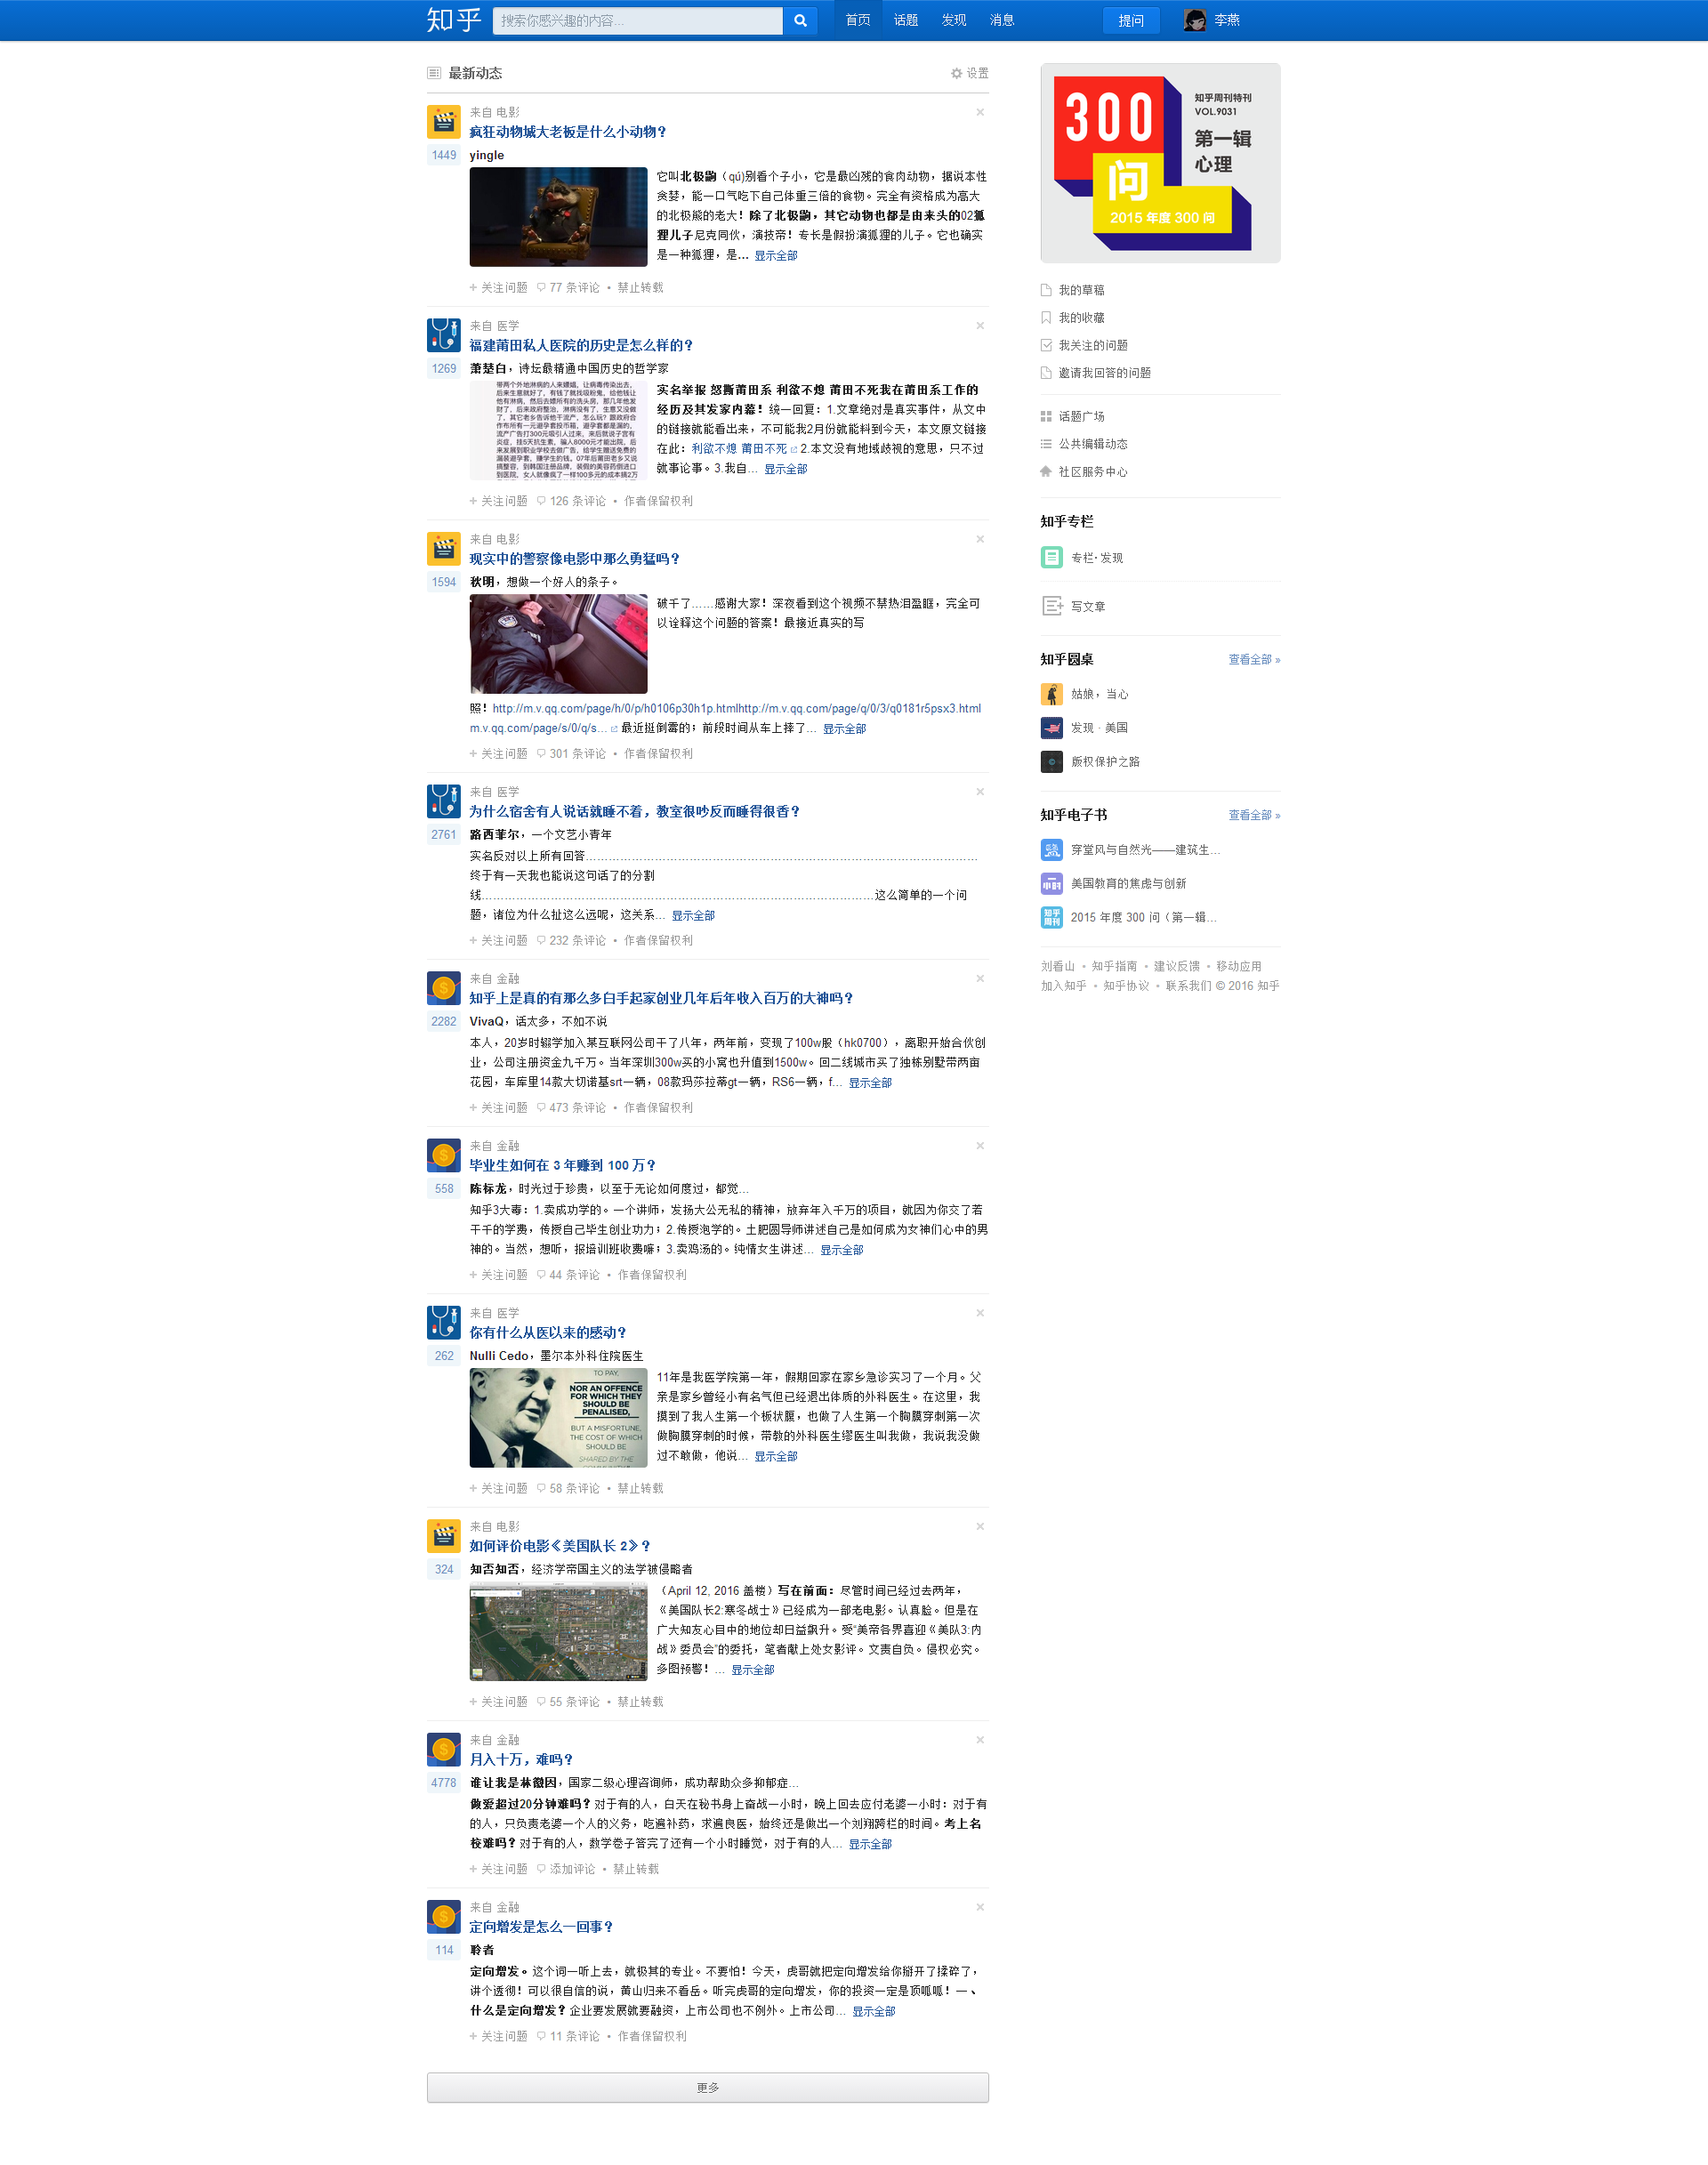 知乎
搜索你感兴趣的内容...
首页 话题 发现 消息
提问
李燕
最新动态
设置
来自 电影
疯狂动物城大老板是什么小动物？
1449
yingle
它叫北极鼩（qú)别看个子小，它是最凶残的食肉动物，据说本性
贪婪，能一口气吃下自己体重三倍的食物。完全有资格成为高大
的北极熊的老大！除了北极鼩，其它动物也都是由来头的02狐
狸儿子尼克同伙，演技帝！专长是假扮演狐狸的儿子。它也确实
是一种狐狸，是... 显示全部
关注问题 77 条评论 • 禁止转载
来自 医学
福建莆田私人医院的历史是怎么样的？
1269
萧楚白，诗坛最精通中国历史的哲学家
实名举报 怒撕莆田系 利欲不熄 莆田不死我在莆田系工作的
经历及其发家内幕！统一回复：1.文章绝对是真实事件，从文中
的链接就能看出来，不可能我2月份就能料到今天，本文原文链接
在此：利欲不熄 莆田不死 2.本文没有地域歧视的意思，只不过
就事论事。3.我自... 显示全部
关注问题 126 条评论 • 作者保留权利
来自 电影
现实中的警察像电影中那么勇猛吗？
1594
秋明，想做一个好人的条子。
破千了……感谢大家！深夜看到这个视频不禁热泪盈眶，完全可
以诠释这个问题的答案！最接近真实的写
照！http://m.v.qq.com/page/h/0/p/h0106p30h1p.htmlhttp://m.v.qq.com/page/q/0/3/q0181r5psx3.html
m.v.qq.com/page/s/0/q/s... 最近挺倒霉的；前段时间从车上摔了... 显示全部
关注问题 301 条评论 • 作者保留权利
来自 医学
为什么宿舍有人说话就睡不着，教室很吵反而睡得很香？
2761
路西菲尔，一个文艺小青年
实名反对以上所有回答…………………………………………………………………………………………
终于有一天我也能说这句话了的分割
线…………………………………………………………………………………………这么简单的一个问
题，诸位为什么扯这么远呢，这关系... 显示全部
关注问题 232 条评论 • 作者保留权利
来自 金融
知乎上是真的有那么多白手起家创业几年后年收入百万的大神吗？
2282
VivaQ，话太多，不如不说
本人，20岁时辍学加入某互联网公司干了八年，两年前，变现了100w股（hk0700），离职开始合伙创
业，公司注册资金九千万。当年深圳300w买的小窝也升值到1500w。回二线城市买了独栋别墅带两亩
花园，车库里14款大切诺基srt一辆，08款玛莎拉蒂gt一辆，RS6一辆，f... 显示全部
关注问题 473 条评论 • 作者保留权利
来自 金融
毕业生如何在 3 年赚到 100 万？
558
陈标龙，时光过于珍贵，以至于无论如何度过，都觉...
知乎3大毒：1.卖成功学的。一个讲师，发扬大公无私的精神，放弃年入千万的项目，就因为你交了若
干千的学费，传授自己毕生创业功力；2.传授泡学的。土肥圆导师讲述自己是如何成为女神们心中的男
神的。当然，想听，报培训班收费嘛；3.卖鸡汤的。纯情女生讲述... 显示全部
关注问题 44 条评论 • 作者保留权利
来自 医学
你有什么从医以来的感动？
262
Nulli Cedo，墨尔本外科住院医生
TO PAY,
NOR AN OFFENCE
FOR WHICH THEY
SHOULD BE
PENALISED,
BUT A MISFORTUNE,
THE COST OF WHICH
SHOULD BE
SHARED BY THE
11年是我医学院第一年，假期回家在家乡急诊实习了一个月。父
亲是家乡曾经小有名气但已经退出体质的外科医生。在这里，我
摸到了我人生第一个板状腹，也做了人生第一个胸膜穿刺第一次
做胸膜穿刺的时候，带教的外科医生缪医生叫我做，我说我没做
过不敢做，他说... 显示全部
关注问题 58 条评论 • 禁止转载
来自 电影
如何评价电影《美国队长 2》？
324
知否知否，经济学帝国主义的法学被侵略者
（April 12, 2016 盖楼）写在前面：尽管时间已经过去两年，
《美国队长2:寒冬战士》已经成为一部老电影。认真脸。但是在
广大知友心目中的地位却日益飙升。受“美帝各界喜迎《美队3:内
战》委员会”的委托，笔者献上处女影评。文责自负。侵权必究。
多图预警！ ... 显示全部
关注问题 55 条评论 • 禁止转载
来自 金融
月入十万，难吗？
4778
谁让我是林徽因，国家二级心理咨询师，成功帮助众多抑郁症...
做爱超过20分钟难吗？对于有的人，白天在秘书身上奋战一小时，晚上回去应付老婆一小时：对于有
的人，只负责老婆一个人的义务，吃遍补药，求遍良医，始终还是做出一个刘翔跨栏的时间。考上名
校难吗？对于有的人，数学卷子答完了还有一个小时睡觉，对于有的人... 显示全部
关注问题 添加评论 • 禁止转载
来自 金融
定向增发是怎么一回事？
114
聆者
定向增发。这个词一听上去，就极其的专业。不要怕！今天，虎哥就把定向增发给你掰开了揉碎了，
讲个透彻！可以很自信的说，黄山归来不看岳。听完虎哥的定向增发，你的投资一定是顶呱呱！一、
什么是定向增发？企业要发展就要融资，上市公司也不例外。上市公司... 显示全部
关注问题 11 条评论 • 作者保留权利
更多
300
问
2015 年度 300 问
知乎周刊特刊
VOL.9031
第一辑
心理
我的草稿
我的收藏
我关注的问题
邀请我回答的问题
话题广场
公共编辑动态
社区服务中心
知乎专栏
专栏·发现
写文章
知乎圆桌 查看全部 »
姑娘，当心
发现 · 美国
版权保护之路
知乎电子书 查看全部 »
穿堂风与自然光——建筑生...
美国教育的焦虑与创新
知乎
周刊
2015 年度 300 问（第一辑...
刘看山 • 知乎指南 • 建议反馈 • 移动应用
加入知乎 • 知乎协议 • 联系我们 © 2016 知乎